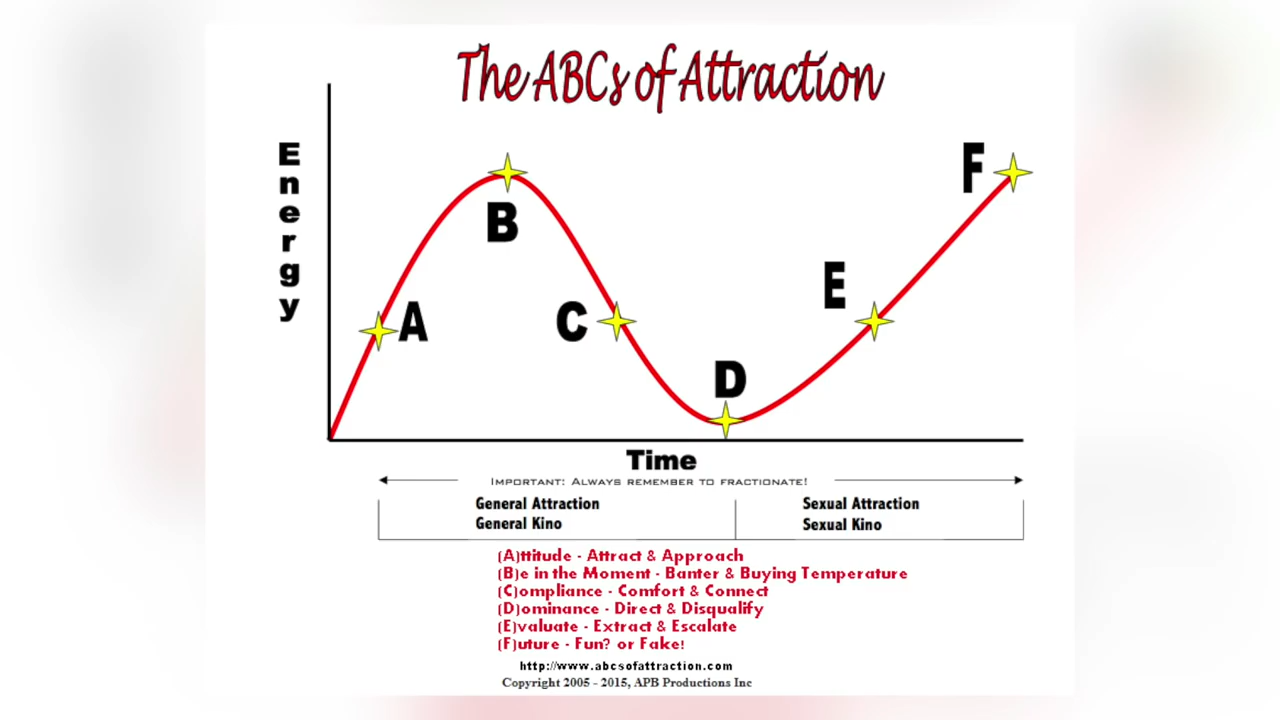 The ABCs of Attraction
Energy
A
B
C
D
E
F
Time
IMPORTANT: ALWAYS REMEMBER TO FRACTIONATE!
General Attraction
General Kino
Sexual Attraction
Sexual Kino
(A)ttitude - Attract & Approach
(B)e in the Moment - Banter & Buying Temperature
(C)ompliance - Comfort & Connect
(D)ominance - Direct & Disqualify
(E)valuate - Extract & Escalate
(F)uture - Fun? or Fake!
http://www.abcsofattraction.com
Copyright 2005 - 2015, APB Productions Inc